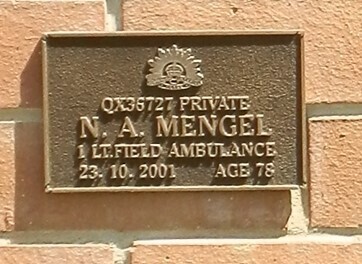 QX36727 PRIVATE
N. A. MENGEL
1 LT.FIELD AMBULANCE
23. 10. 2001 AGE 78